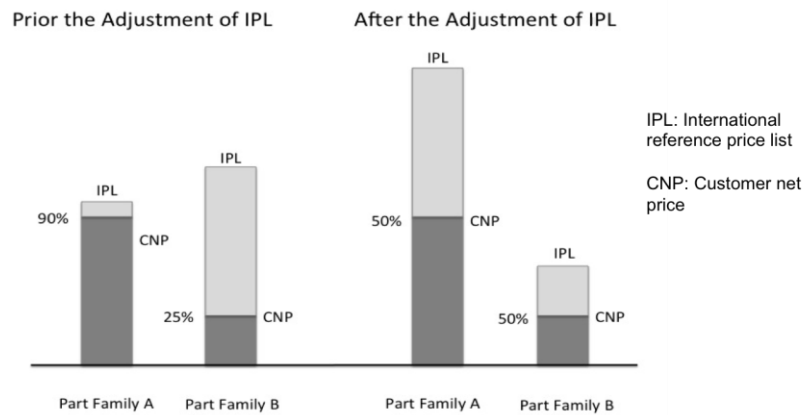 Prior the Adjustment of IPL
After the Adjustment of IPL
IPL
90%
CNP
Part Family A
IPL
25%
CNP
Part Family B
IPL
50%
CNP
Part Family A
IPL
50%
CNP
Part Family B
IPL: International
reference price list
CNP: Customer net
price